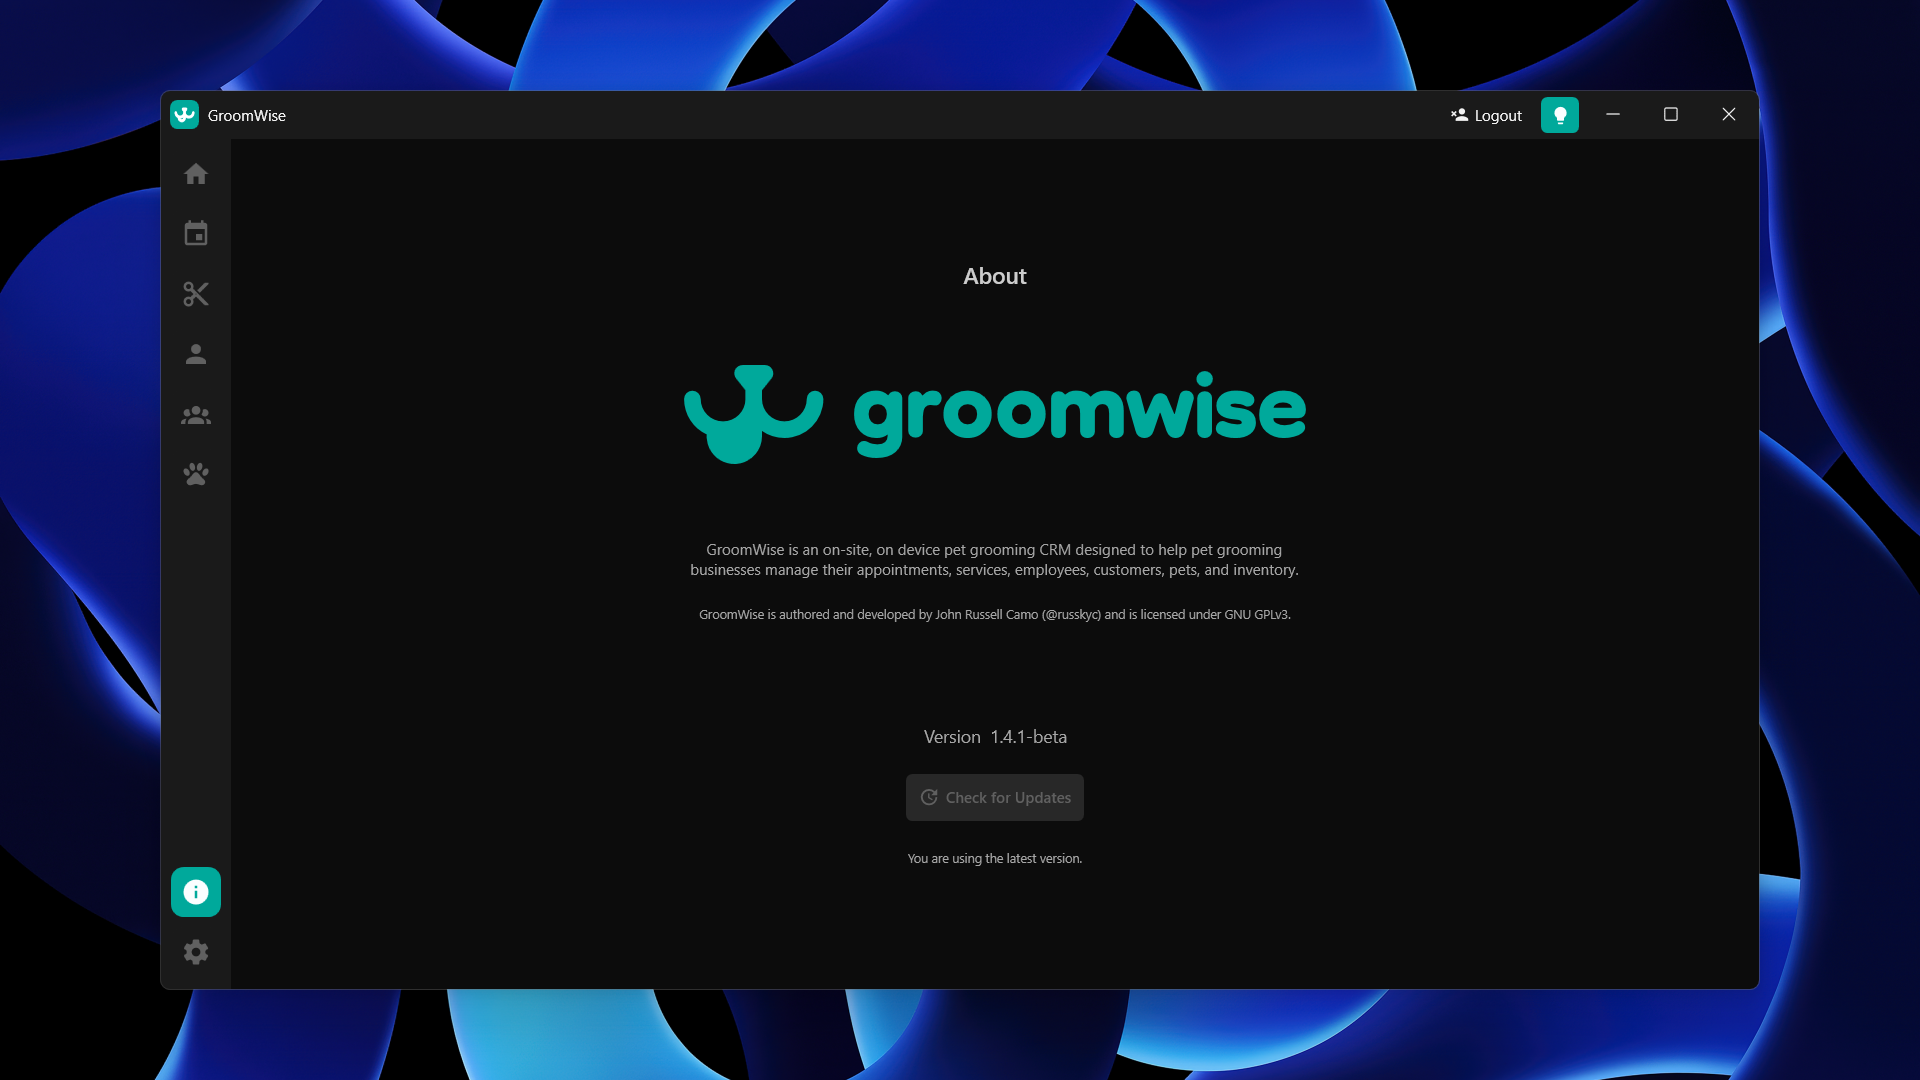 GroomWise
Logout
About
groomwise
GroomWise is an on-site, on device pet grooming CRM designed to help pet grooming
businesses manage their appointments, services, employees, customers, pets, and inventory.
GroomWise is authored and developed by John Russell Camo (@russkyc) and is licensed under GNU GPLv3.
Version 1.4.1-beta
Check for Updates
You are using the latest version.